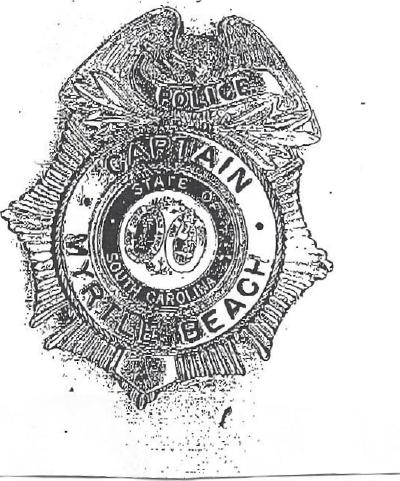 POLICE
CAPTAIN
STATE OF
SOUTH CAROLINA
MYRTLE BEACH